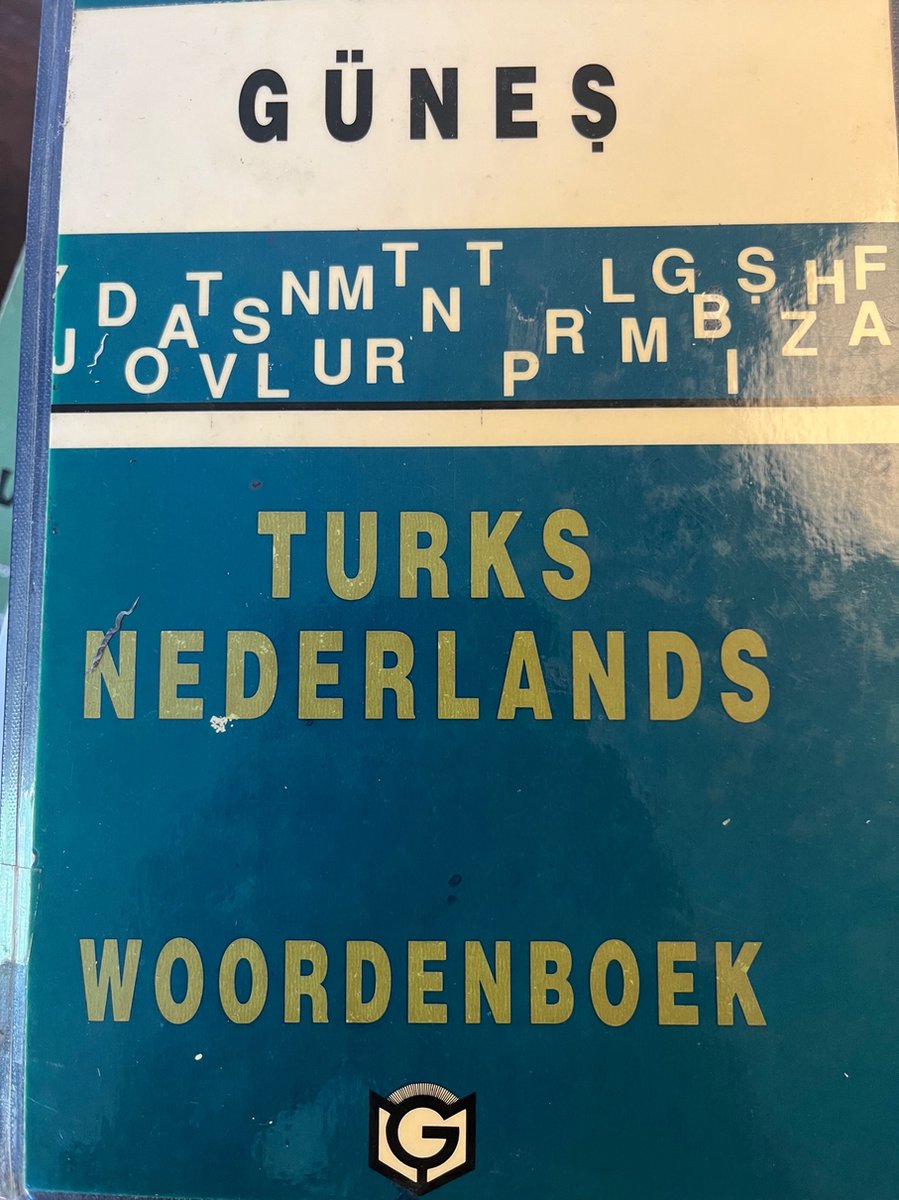 GÜNEŞ
D T S N M T N T L G B Ş H F
U O A V L U R P R M I Z A
TURKS
NEDERLANDS
WOORDENBOEK
G